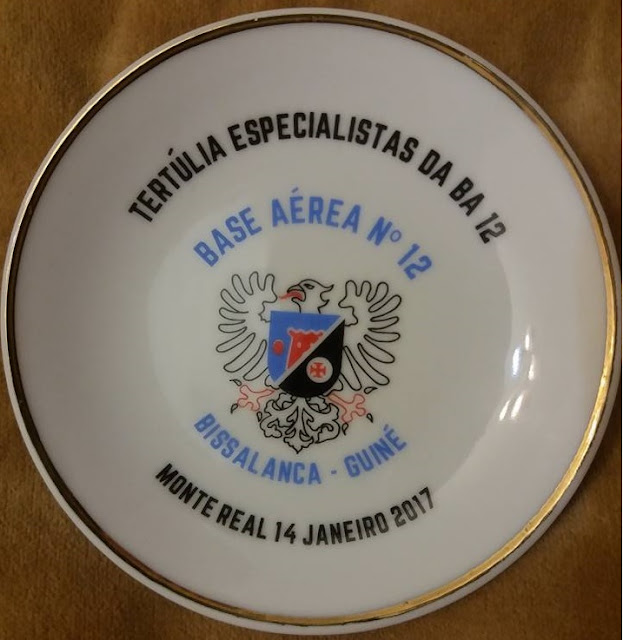 TERTÚLIA ESPECIALISTAS DA BA 12
BASE AÉREA Nº 12
BISSALANCA - GUINÉ
MONTE REAL 14 JANEIRO 2017